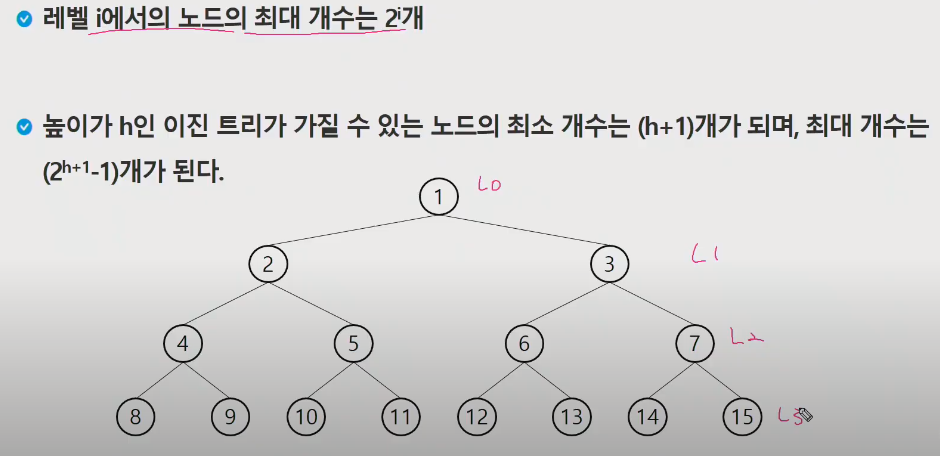 레벨 i에서의 노드의 최대 개수는 2ⁱ개
높이가 h인 이진 트리가 가질 수 있는 노드의 최소 개수는 (h+1)개가 되며, 최대 개수는
(2ʰ⁺¹-1)개가 된다.
1 L0
2 3 L1
4 5 6 7 L2
8 9 10 11 12 13 14 15 L3